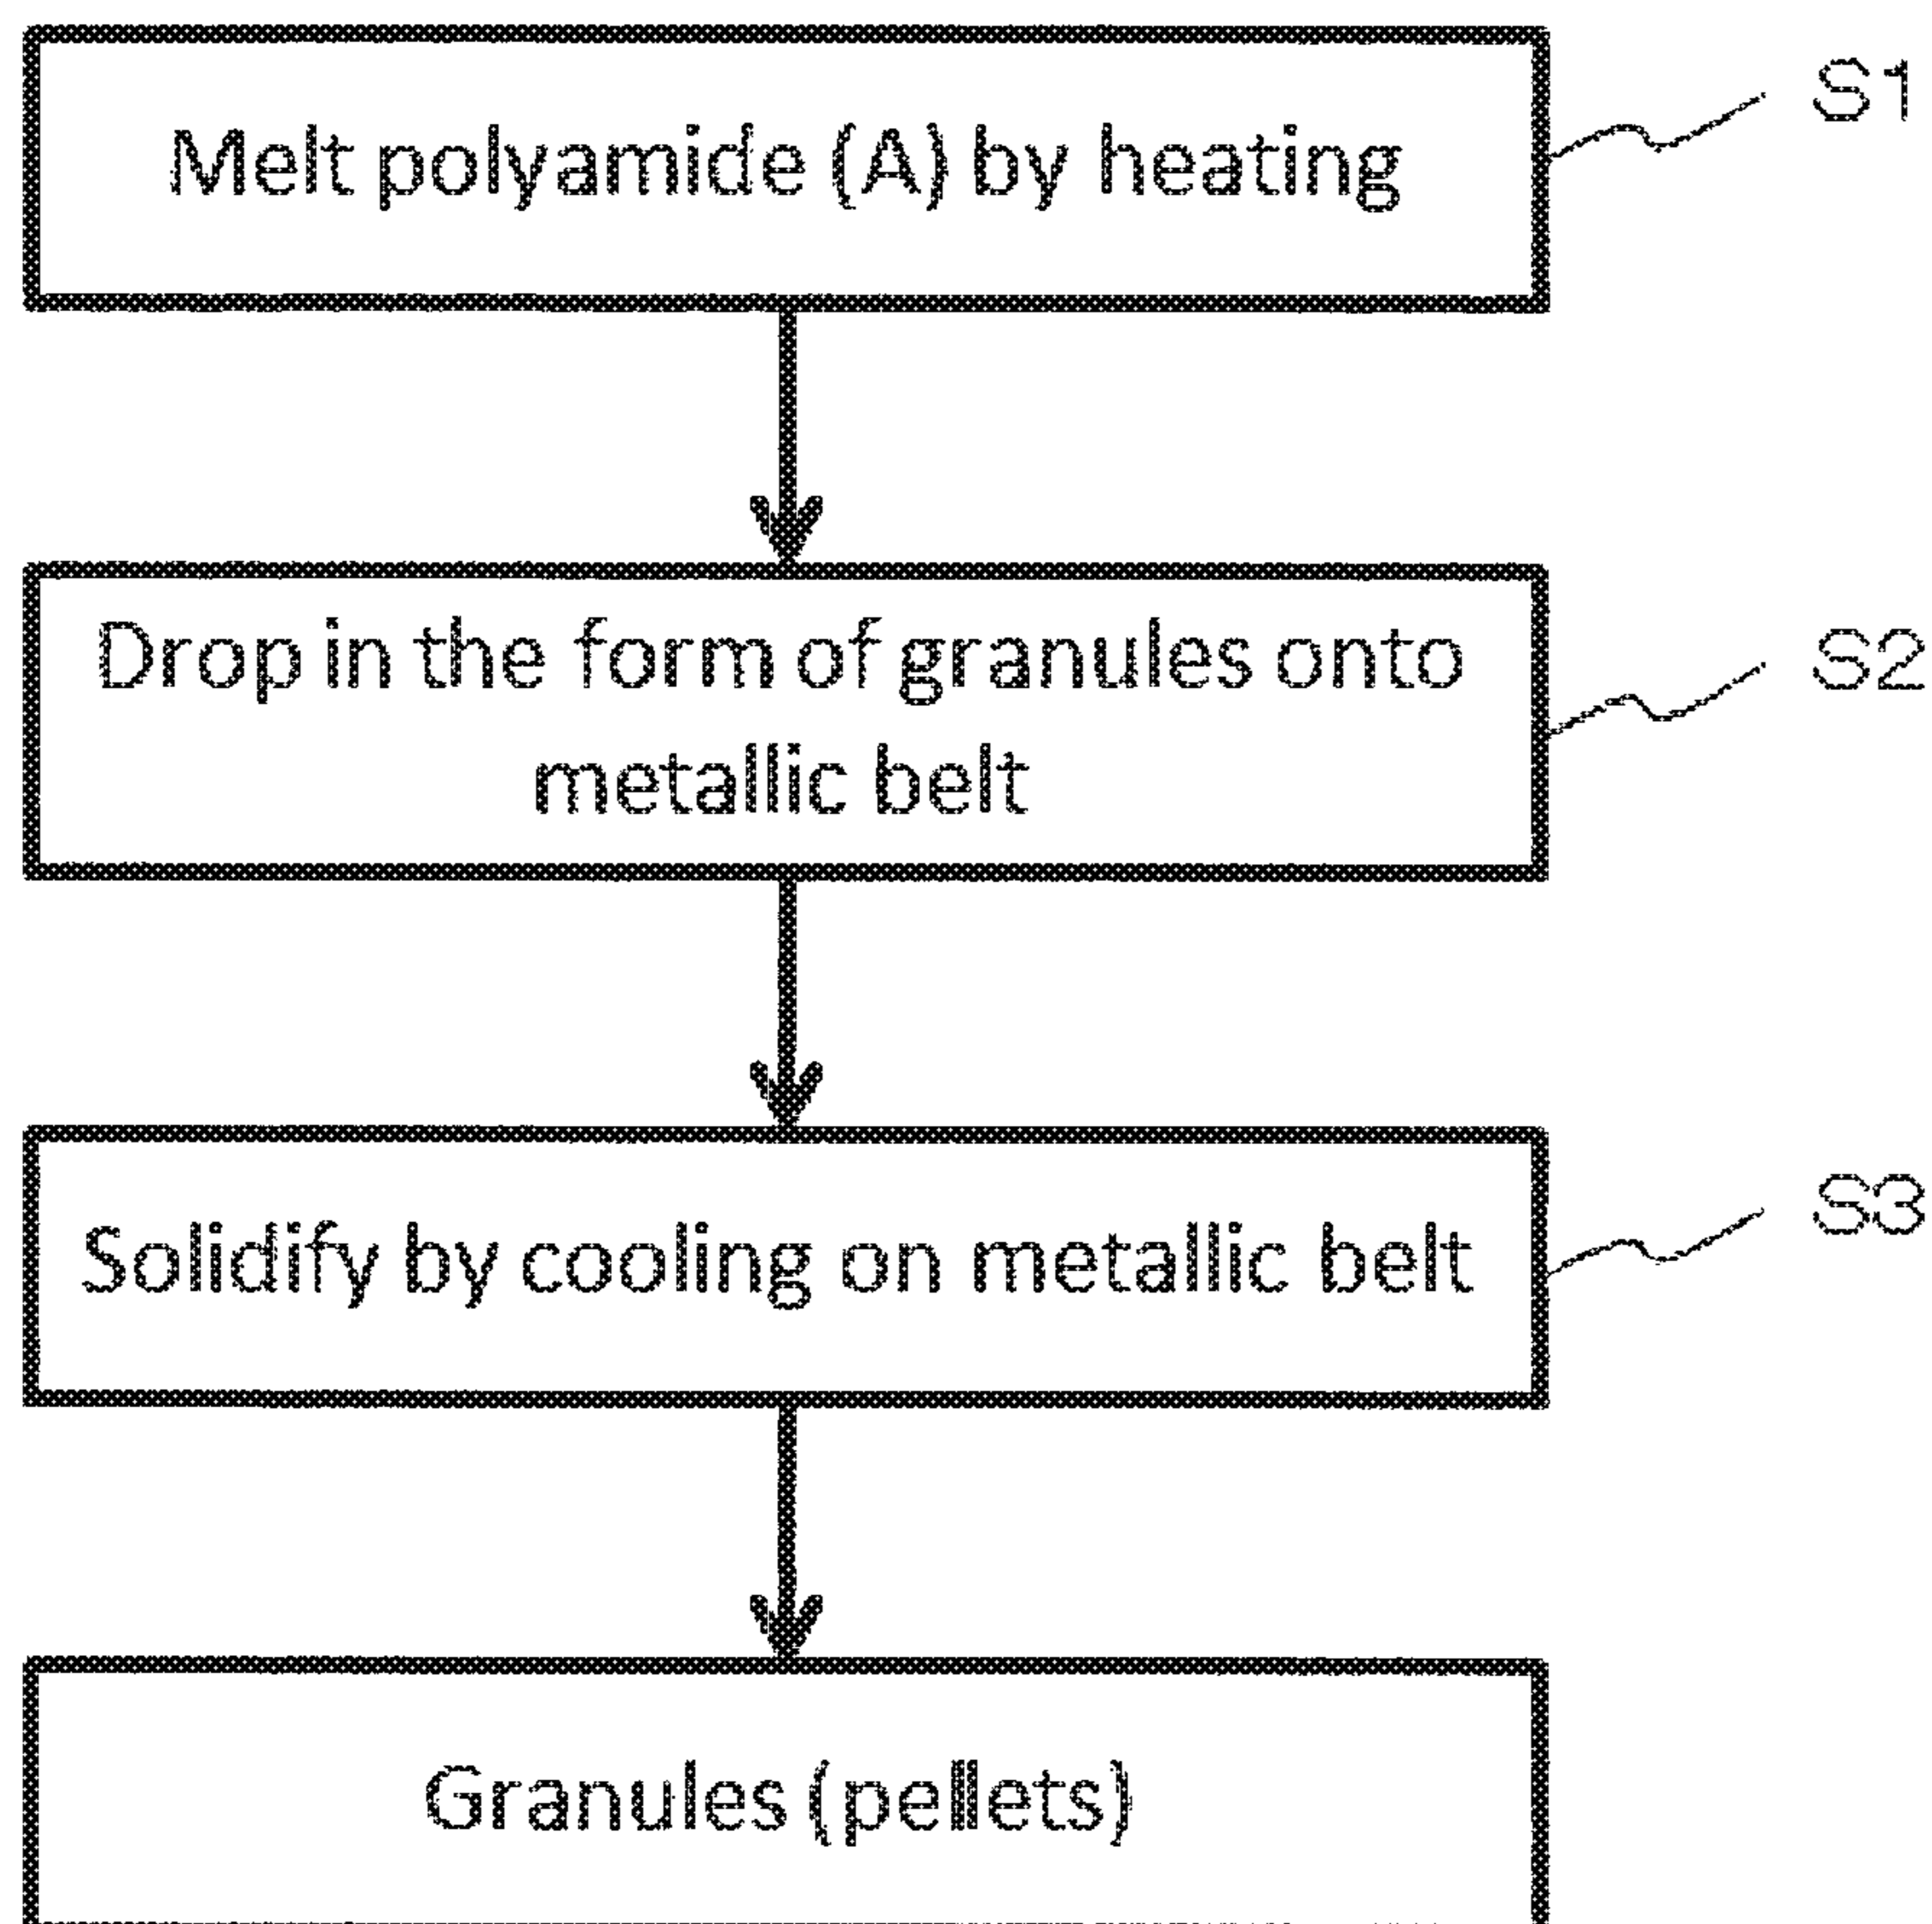 Melt polyamide (A) by heating
S1
Drop in the form of granules onto
metallic belt
S2
Solidify by cooling on metallic belt
S3
Granules (pellets)